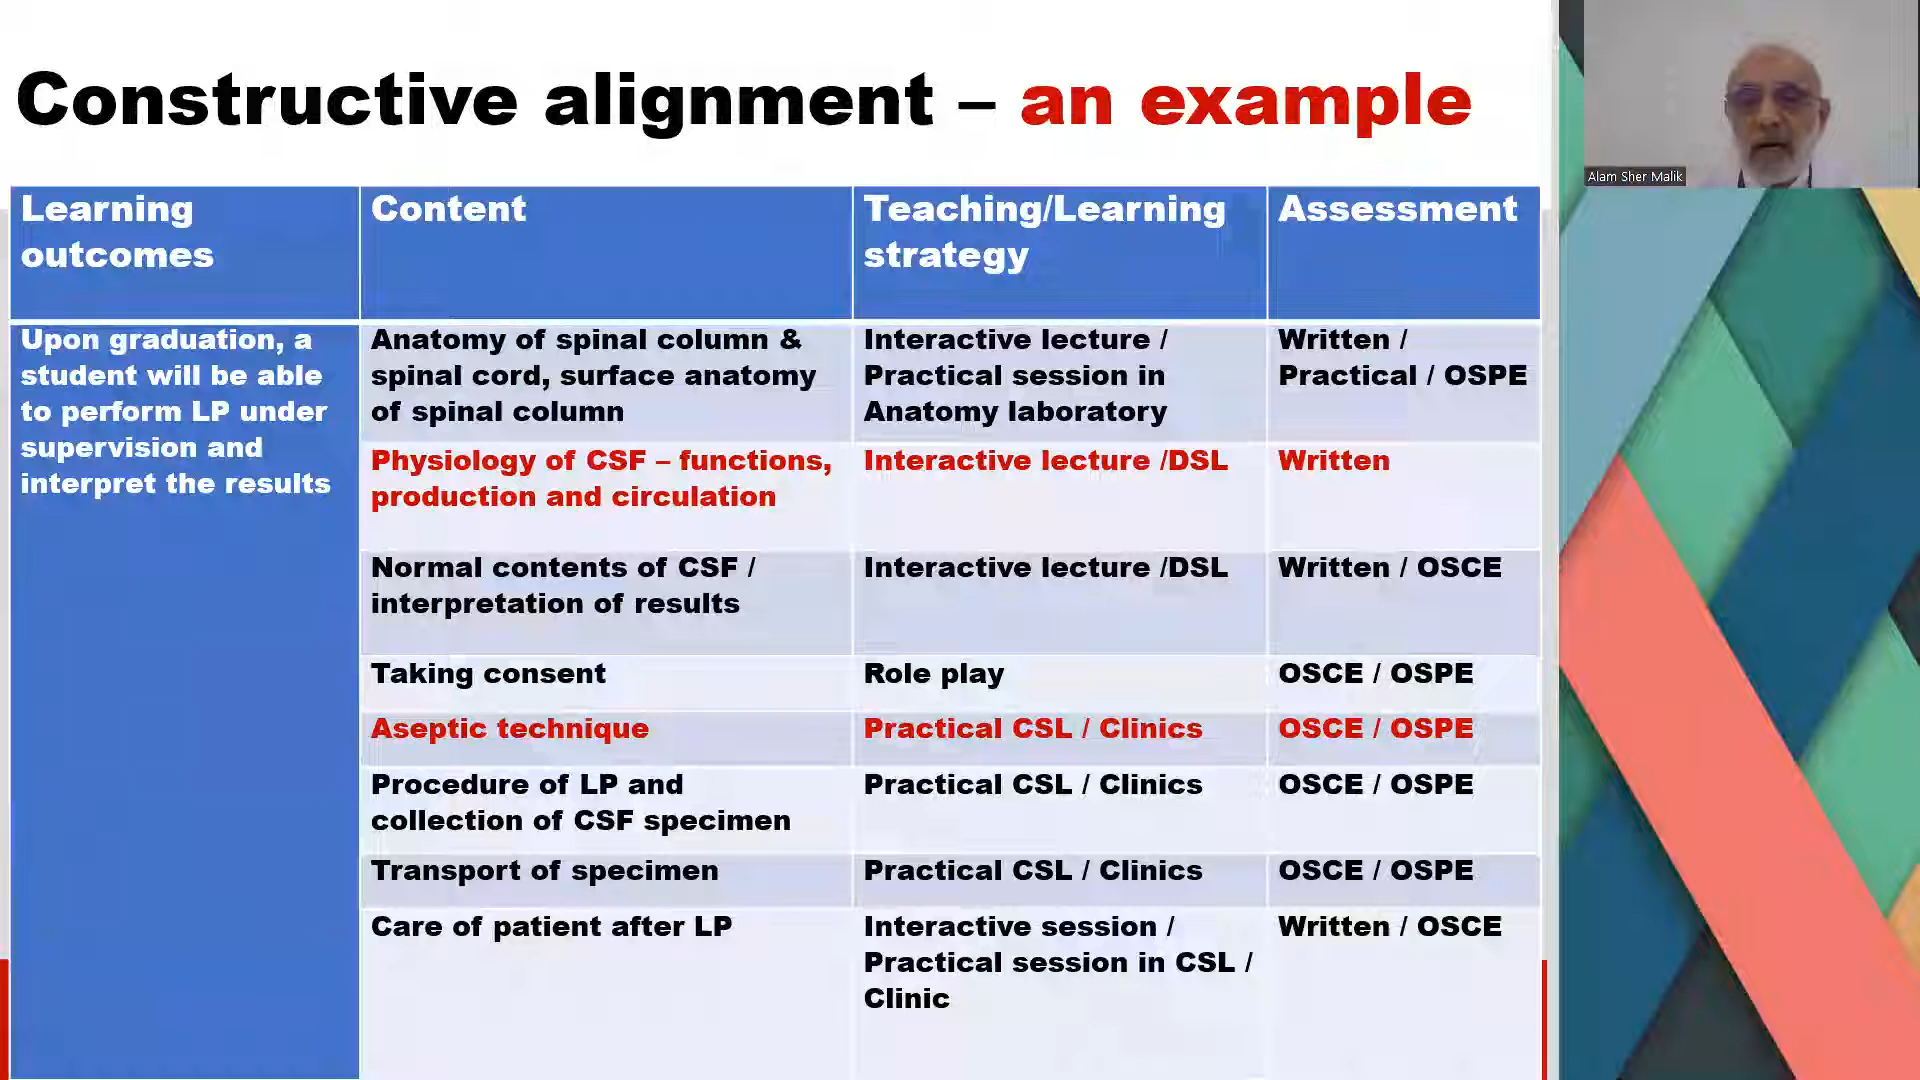 Constructive alignment – an example
Alam Sher Malik
Learning
outcomes
Content
Teaching/Learning
strategy
Assessment
Upon graduation, a
student will be able
to perform LP under
supervision and
interpret the results
Anatomy of spinal column &
spinal cord, surface anatomy
of spinal column
Interactive lecture /
Practical session in
Anatomy laboratory
Written /
Practical / OSPE
Physiology of CSF – functions,
production and circulation
Interactive lecture /DSL
Written
Normal contents of CSF /
interpretation of results
Interactive lecture /DSL
Written / OSCE
Taking consent
Role play
OSCE / OSPE
Aseptic technique
Practical CSL / Clinics
OSCE / OSPE
Procedure of LP and
collection of CSF specimen
Practical CSL / Clinics
OSCE / OSPE
Transport of specimen
Practical CSL / Clinics
OSCE / OSPE
Care of patient after LP
Interactive session /
Practical session in CSL /
Clinic
Written / OSCE